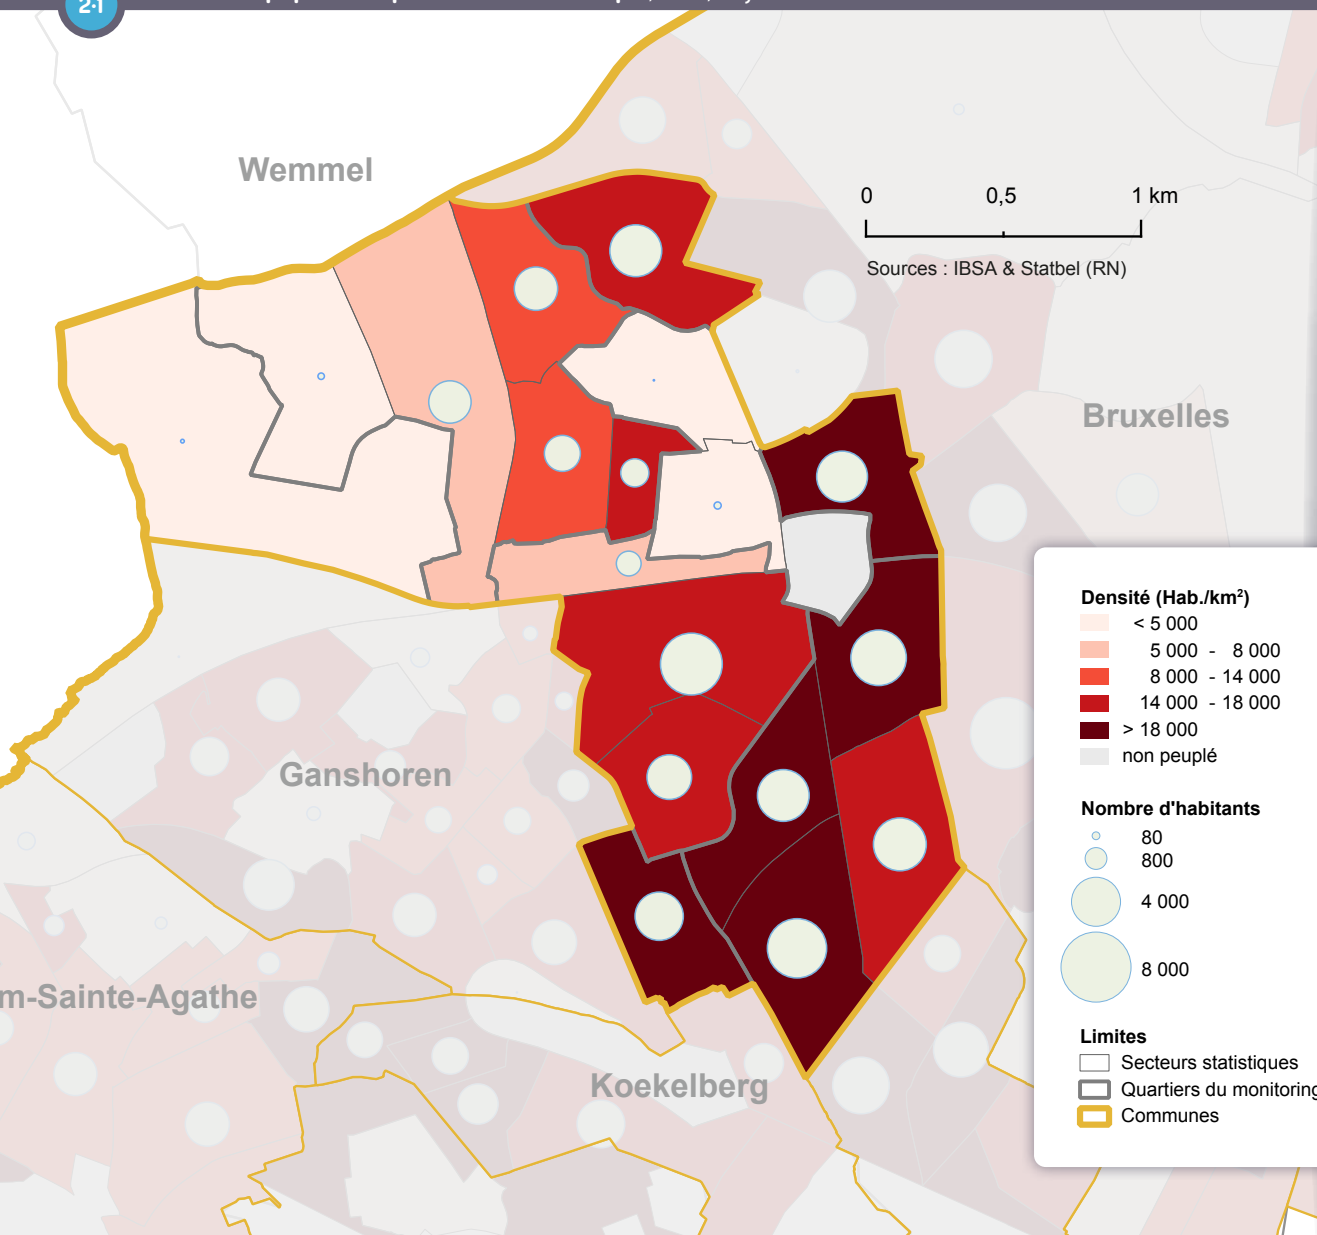 2·1
Wemmel
0 0,5 1 km
Sources : IBSA & Statbel (RN)
Bruxelles
Densité (Hab./km²)
< 5 000
5 000 - 8 000
8 000 - 14 000
14 000 - 18 000
> 18 000
non peuplé
Ganshoren
Nombre d'habitants
80
800
4 000
8 000
m-Sainte-Agathe
Limites
Secteurs statistiques
Quartiers du monitoring
Communes
Koekelberg